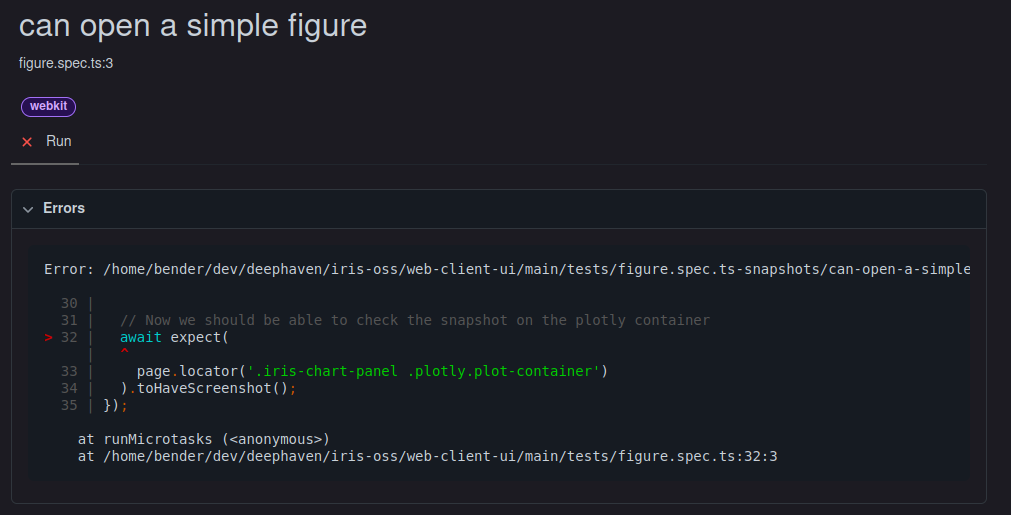 can open a simple figure
figure.spec.ts:3
webkit
× Run
Errors
Error: /home/bender/dev/deephaven/iris-oss/web-client-ui/main/tests/figure.spec.ts-snapshots/can-open-a-simple
30 |
31 | // Now we should be able to check the snapshot on the plotly container
> 32 | await expect(
| ^
33 | page.locator('.iris-chart-panel .plotly.plot-container')
34 | ).toHaveScreenshot();
35 | });
at runMicrotasks (<anonymous>)
at /home/bender/dev/deephaven/iris-oss/web-client-ui/main/tests/figure.spec.ts:32:3